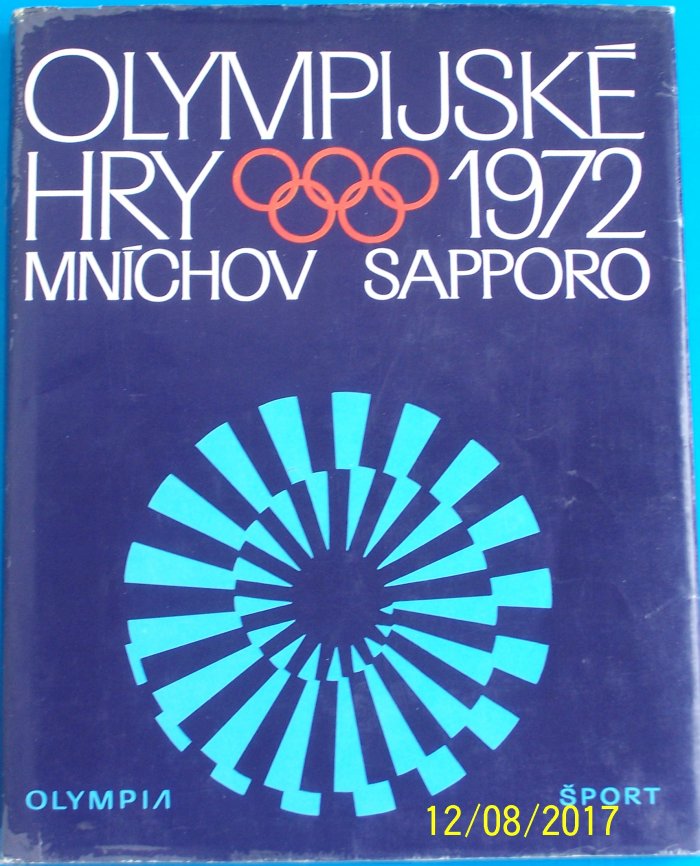 OLYMPIJSKÉ
HRY 1972
MNÍCHOV SAPPORO
OLYMPIA ŠPORT
12/08/2017